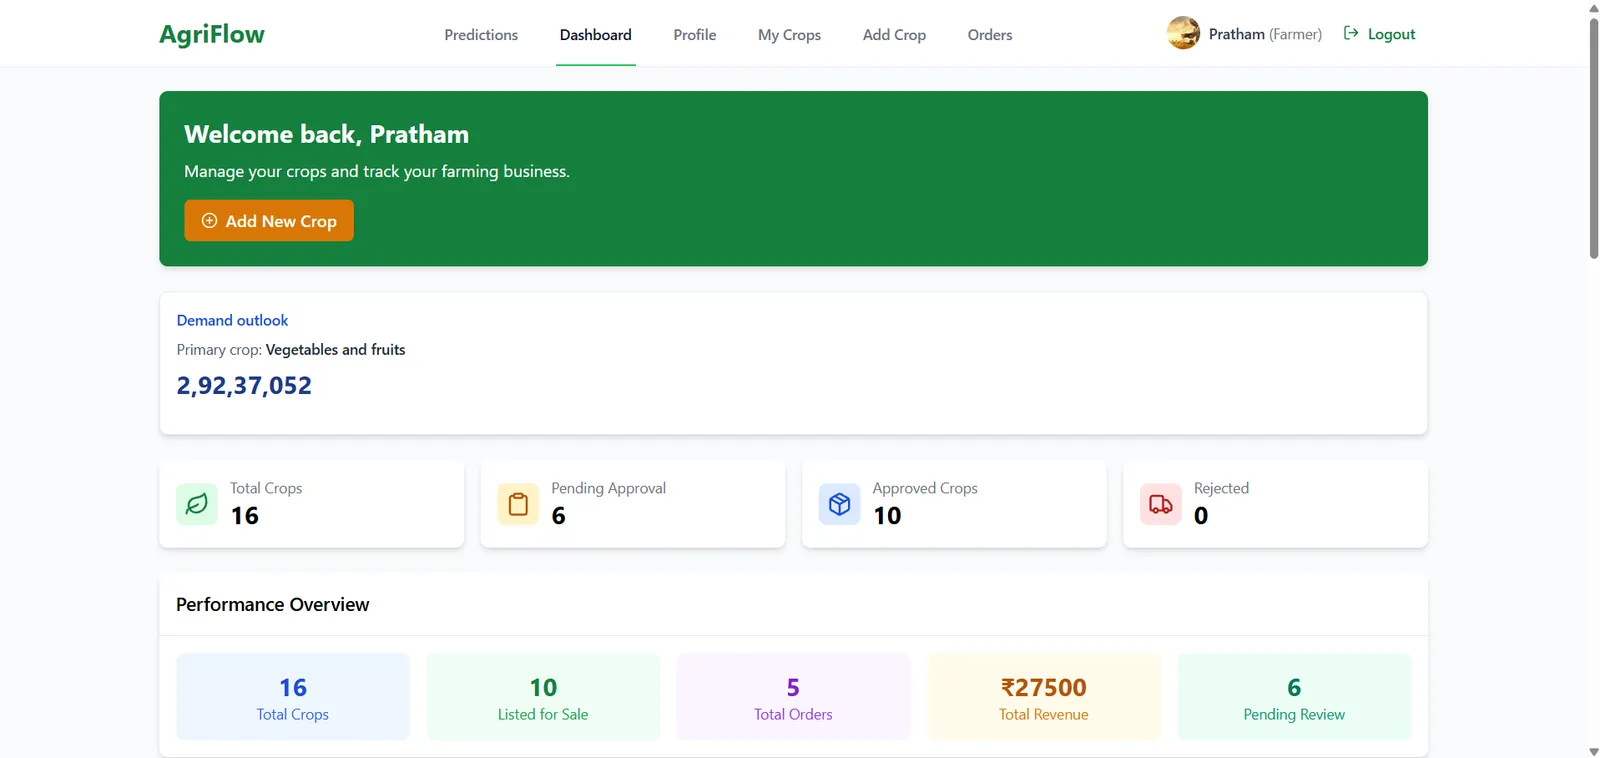 AgriFlow
Predictions
Dashboard
Profile
My Crops
Add Crop
Orders
Pratham (Farmer)
Logout
Welcome back, Pratham
Manage your crops and track your farming business.
Add New Crop
Demand outlook
Primary crop: Vegetables and fruits
2,92,37,052
Total Crops
16
Pending Approval
6
Approved Crops
10
Rejected
0
Performance Overview
16
Total Crops
10
Listed for Sale
5
Total Orders
₹27500
Total Revenue
6
Pending Review